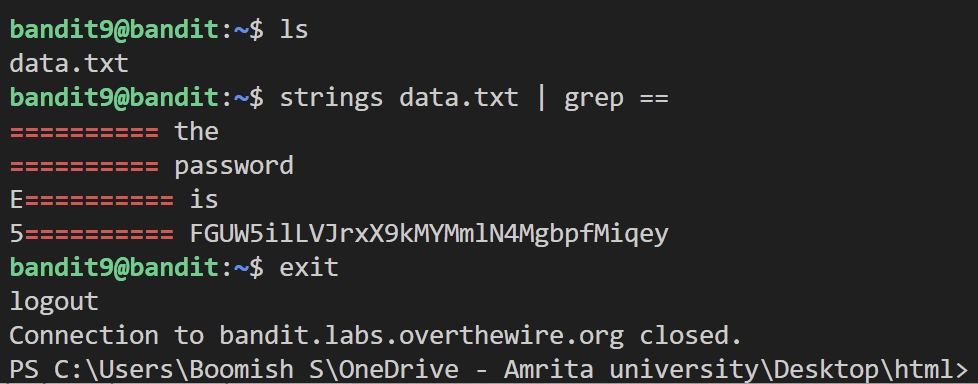 bandit9@bandit:~$ ls
data.txt
bandit9@bandit:~$ strings data.txt | grep ==
========== the
========== password
E========== is
5========== FGUW5ilLVJrxX9kMYMmlN4MgbpfMiqey
bandit9@bandit:~$ exit
logout
Connection to bandit.labs.overthewire.org closed.
PS C:\Users\Boomish S\OneDrive - Amrita university\Desktop\html>